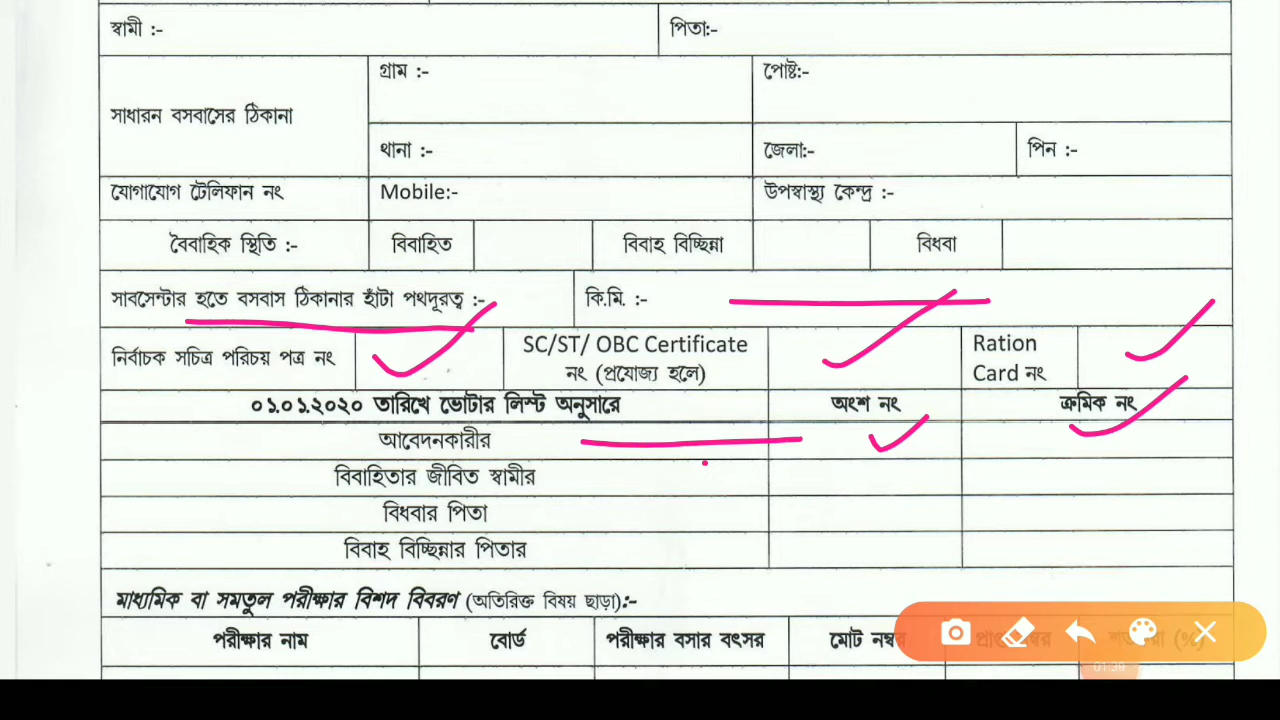 স্বামী :- পিতা:-
গ্রাম :- পোষ্ট:-
সাধারন বসবাসের ঠিকানা
থানা :- জেলা:- পিন :-
যোগাযোগ টেলিফান নং Mobile:- উপস্বাস্থ্য কেন্দ্র :-
বৈবাহিক স্থিতি :- বিবাহিত বিবাহ বিচ্ছিন্না বিধবা
সাবসেন্টার হতে বসবাস ঠিকানার হাঁটা পথদূরত্ব :- কি.মি. :-
নির্বাচক সচিত্র পরিচয় পত্র নং SC/ST/ OBC Certificate Ration
নং (প্রযোজ্য হলে) Card নং
০১.০১.২০২০ তারিখে ভোটার লিস্ট অনুসারে অংশ নং ক্রমিক নং
আবেদনকারীর
বিবাহিতার জীবিত স্বামীর
বিধবার পিতা
বিবাহ বিচ্ছিন্নার পিতার
মাধ্যমিক বা সমতুল পরীক্ষার বিশদ বিবরণ (অতিরিক্ত বিষয় ছাড়া):-
পরীক্ষার নাম বোর্ড পরীক্ষার বসার বৎসর মোট নম্বর
01:39